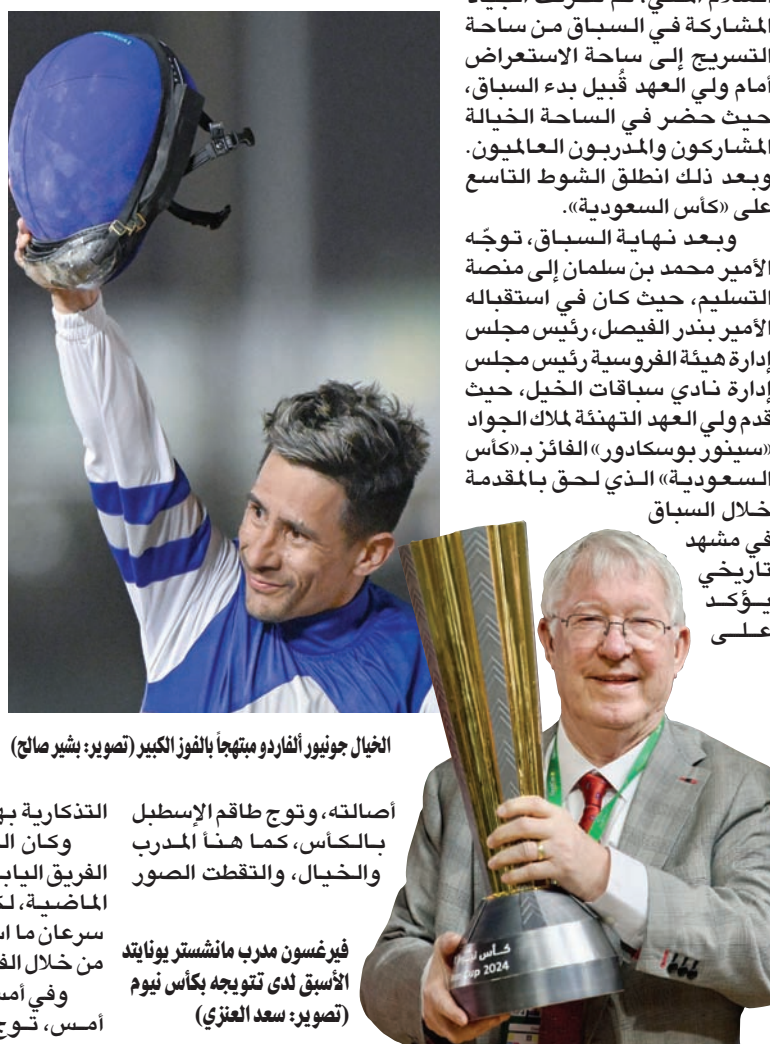 المشاركة في السباق من ساحة
التسريج إلى ساحة الاستعراض
أمام ولي العهد قُبيل بدء السباق،
حيث حضر في الساحة الخيالة
المشاركون والمدربون العالميون.
وبعد ذلك انطلق الشوط التاسع
على «كأس السعودية».
وبعد نهاية السباق، توجّه
الأمير محمد بن سلمان إلى منصة
التسليم، حيث كان في استقباله
الأمير بندر الفيصل، رئيس مجلس
إدارة هيئة الفروسية رئيس مجلس
إدارة نادي سباقات الخيل، حيث
قدم ولي العهد التهنئة لملاك الجواد
«سينور بوسكادور» الفائز بـ«كأس
السعودية» الذي لحق بالمقدمة
خلال السباق
في مشهد
تاريخي
يؤكد
على
الخيال جونيور ألفاردو مبتهجاً بالفوز الكبير (تصوير: بشير صالح)
أصالته، وتوج طاقم الإسطبل
بالكأس، كما هنأ المدرب
والخيال، والتقطت الصور
فيرغسون مدرب مانشستر يونايتد
الأسبق لدى تتويجه بكأس نيوم
(تصوير: سعد العنزي)
التذكارية
وكان
الفريق
الماضية،
سرعان ما
من خلال
وفي
أمس،
كأس
Cup 2024